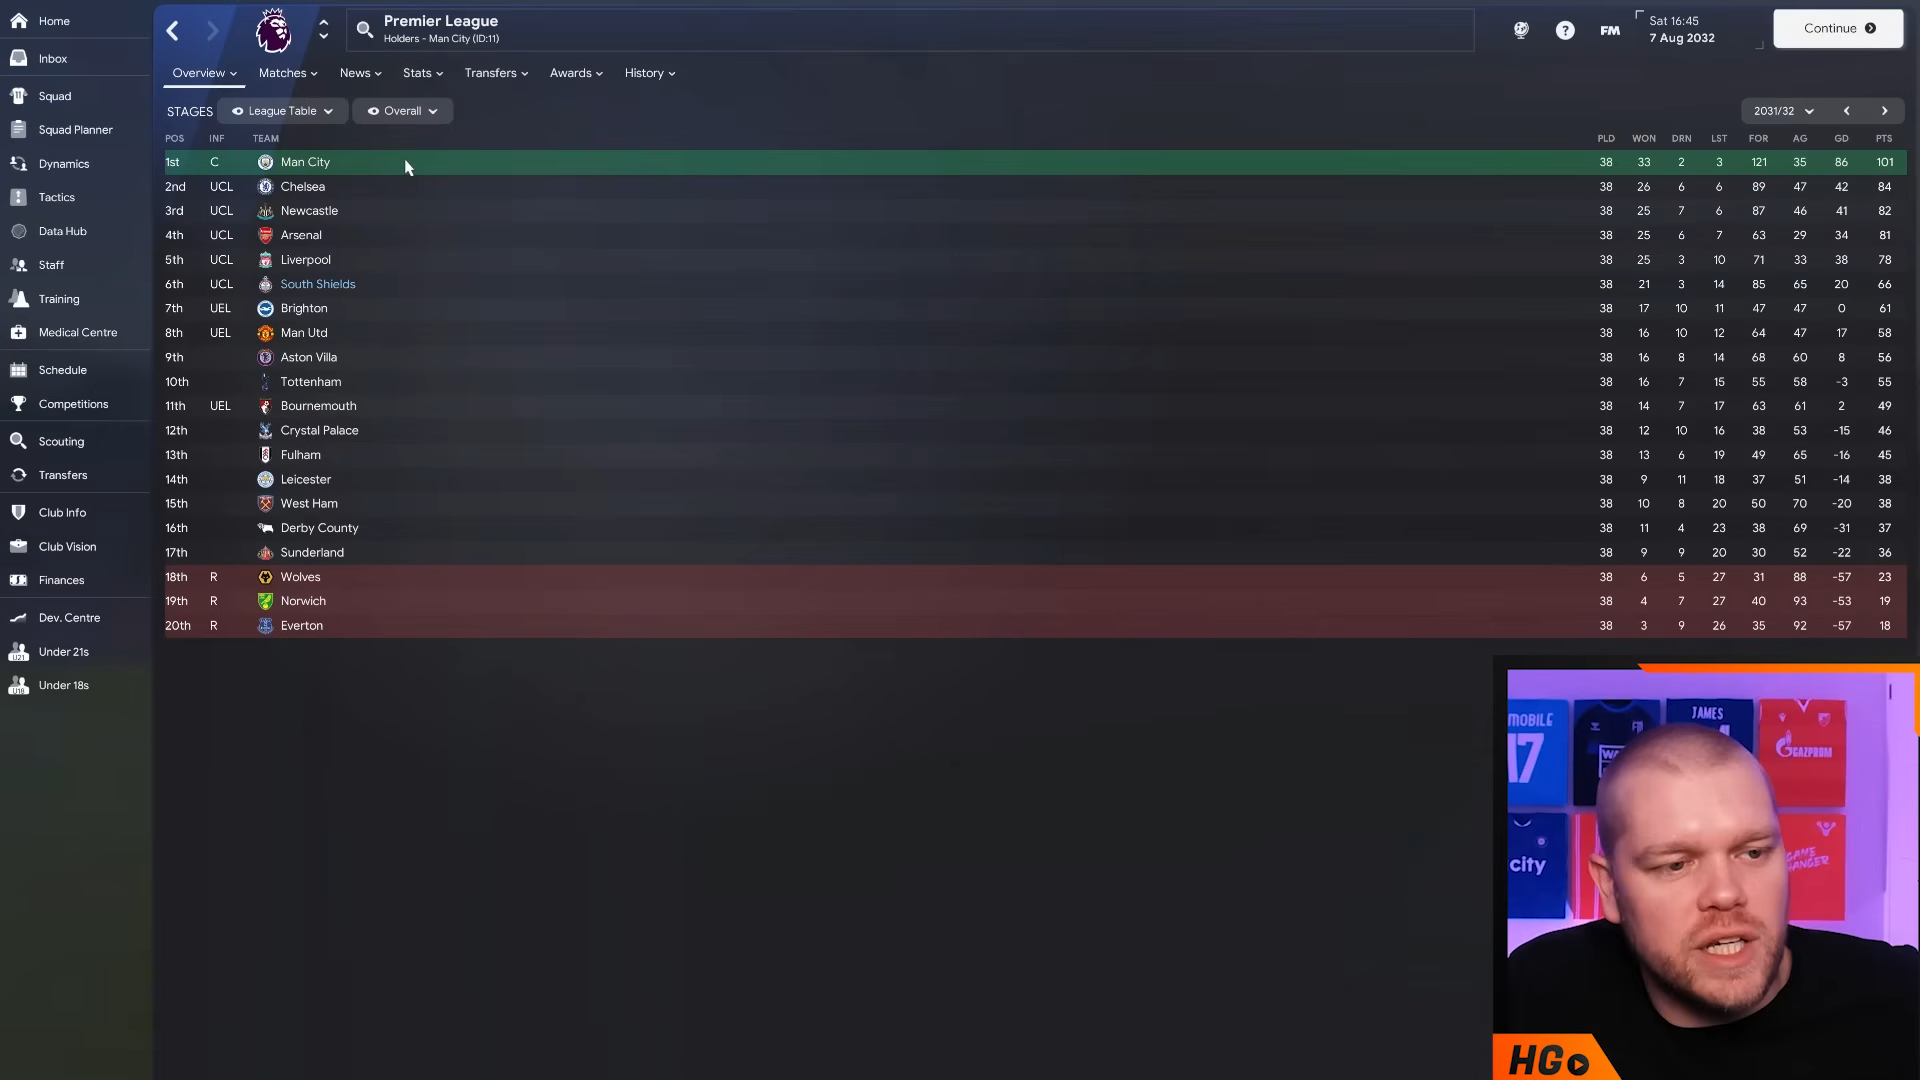 Home
Inbox
Squad
Squad Planner
Dynamics
Tactics
Data Hub
Staff
Training
Medical Centre
Schedule
Competitions
Scouting
Transfers
Club Info
Club Vision
Finances
Dev. Centre
Under 21s
Under 18s
Premier League
Holders - Man City (ID:11)
FM
Sat 16:45
7 Aug 2032
Continue
Overview Matches News Stats Transfers Awards History
STAGES League Table Overall 2031/32
POS INF TEAM PLD WON DRN LST FOR AG GD PTS
1st C Man City 38 33 2 3 121 35 86 101
2nd UCL Chelsea 38 26 6 6 89 47 42 84
3rd UCL Newcastle 38 25 7 6 87 46 41 82
4th UCL Arsenal 38 25 6 7 63 29 34 81
5th UCL Liverpool 38 25 3 10 71 33 38 78
6th UCL South Shields 38 21 3 14 85 65 20 66
7th UEL Brighton 38 17 10 11 47 47 0 61
8th UEL Man Utd 38 16 10 12 64 47 17 58
9th Aston Villa 38 16 8 14 68 60 8 56
10th Tottenham 38 16 7 15 55 58 -3 55
11th UEL Bournemouth 38 14 7 17 63 61 2 49
12th Crystal Palace 38 12 10 16 38 53 -15 46
13th Fulham 38 13 6 19 49 65 -16 45
14th Leicester 38 9 11 18 37 51 -14 38
15th West Ham 38 10 8 20 50 70 -20 38
16th Derby County 38 11 4 23 38 69 -31 37
17th Sunderland 38 9 9 20 30 52 -22 36
18th R Wolves 38 6 5 27 31 88 -57 23
19th R Norwich 38 4 7 27 40 93 -53 19
20th R Everton 38 3 9 26 35 92 -57 18
MOBILE
17
JAMES
GAZPROM
city
GAME
CHANGER
HGO